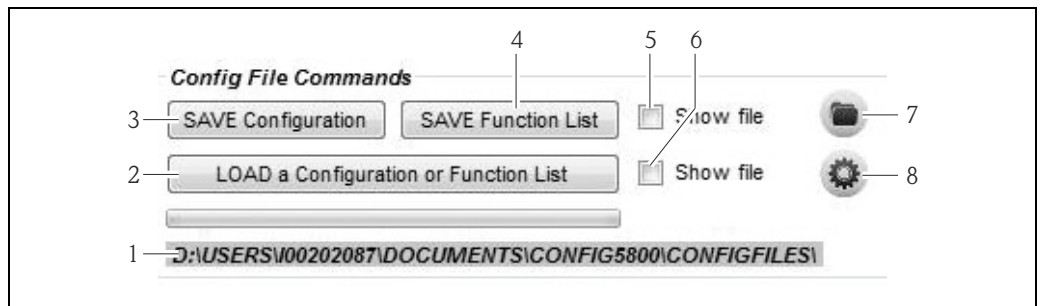 4 5 6
Config File Commands
3 SAVE Configuration SAVE Function List Show file 7
2 LOAD a Configuration or Function List Show file 8
1 D:\USERS\I00202087\DOCUMENTS\CONFIG5800\CONFIGFILES\